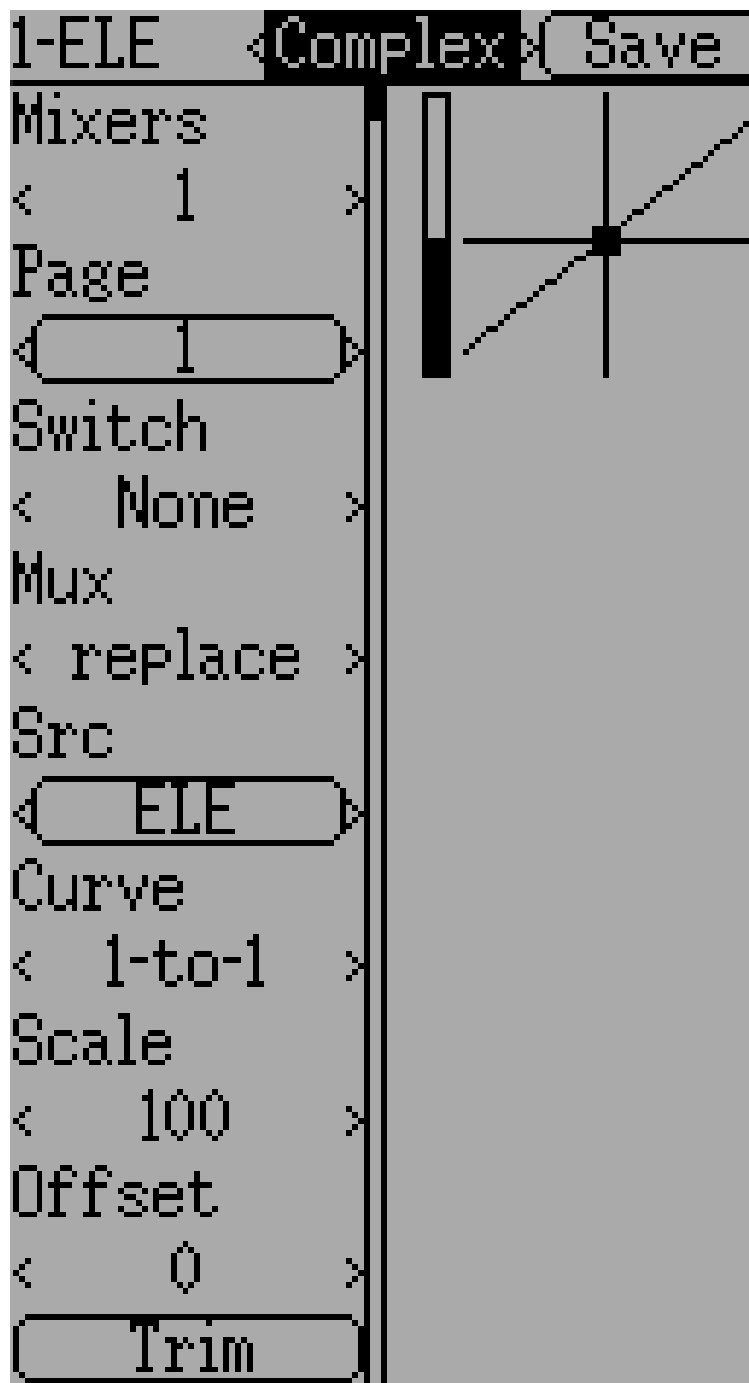 1-ELE Complex Save
Mixers
< 1 >
Page
1
Switch
< None >
Mux
< replace >
Src
ELE
Curve
< 1-to-1 >
Scale
< 100 >
Offset
< 0 >
Trim